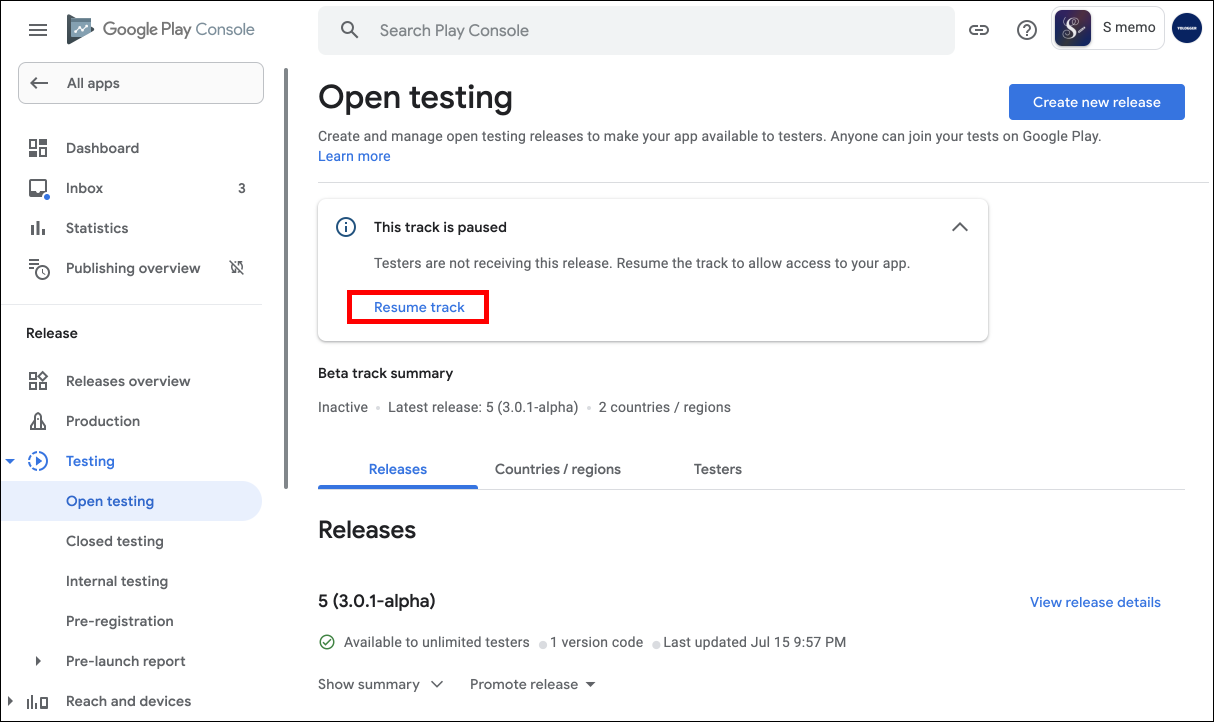 Google Play Console
Search Play Console
S memo
All apps
Dashboard
Inbox 3
Statistics
Publishing overview
Release
Releases overview
Production
Testing
Open testing
Closed testing
Internal testing
Pre-registration
Pre-launch report
Reach and devices
Open testing
Create new release
Create and manage open testing releases to make your app available to testers. Anyone can join your tests on Google Play.
Learn more
This track is paused
Testers are not receiving this release. Resume the track to allow access to your app.
Resume track
Beta track summary
Inactive • Latest release: 5 (3.0.1-alpha) • 2 countries / regions
Releases Countries / regions Testers
Releases
5 (3.0.1-alpha)
View release details
Available to unlimited testers • 1 version code • Last updated Jul 15 9:57 PM
Show summary Promote release